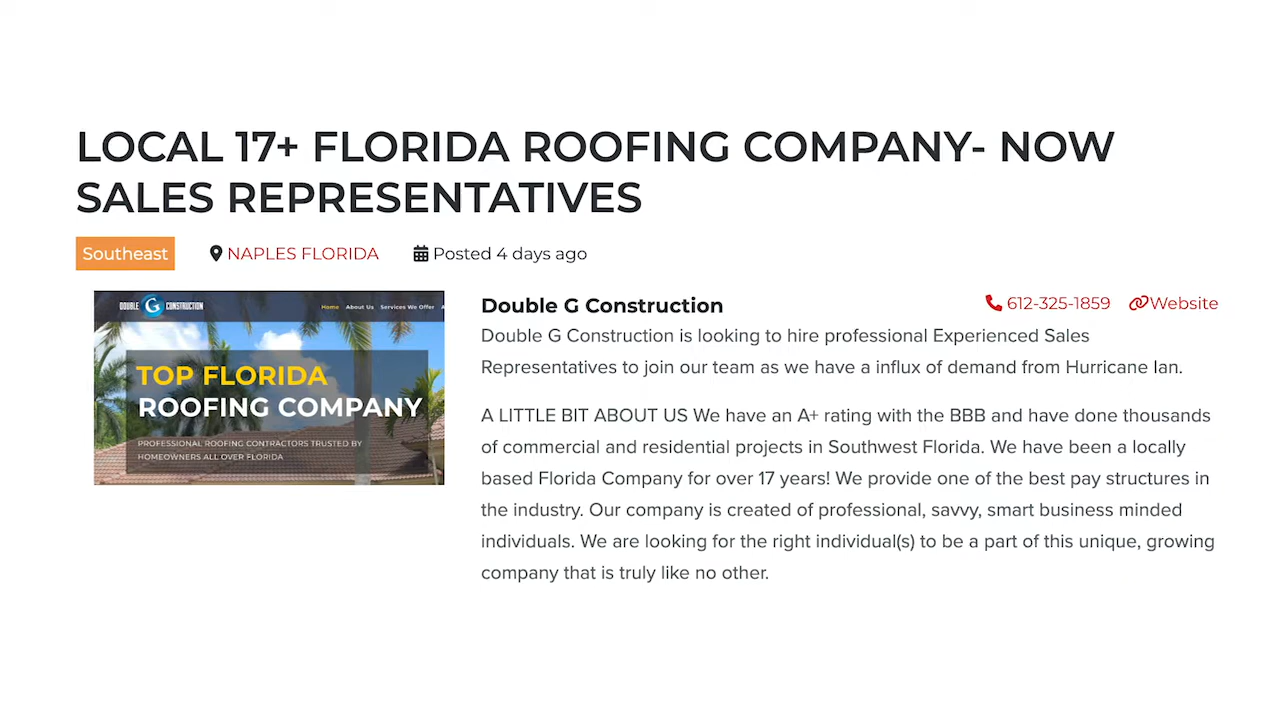 LOCAL 17+ FLORIDA ROOFING COMPANY- NOW
SALES REPRESENTATIVES
Southeast
NAPLES FLORIDA
Posted 4 days ago
DOUBLE G CONSTRUCTION
Home About Us Services We Offer A
TOP FLORIDA
ROOFING COMPANY
PROFESSIONAL ROOFING CONTRACTORS TRUSTED BY
HOMEOWNERS ALL OVER FLORIDA
Double G Construction
612-325-1859
Website
Double G Construction is looking to hire professional Experienced Sales
Representatives to join our team as we have a influx of demand from Hurricane Ian.
A LITTLE BIT ABOUT US We have an A+ rating with the BBB and have done thousands
of commercial and residential projects in Southwest Florida. We have been a locally
based Florida Company for over 17 years! We provide one of the best pay structures in
the industry. Our company is created of professional, savvy, smart business minded
individuals. We are looking for the right individual(s) to be a part of this unique, growing
company that is truly like no other.